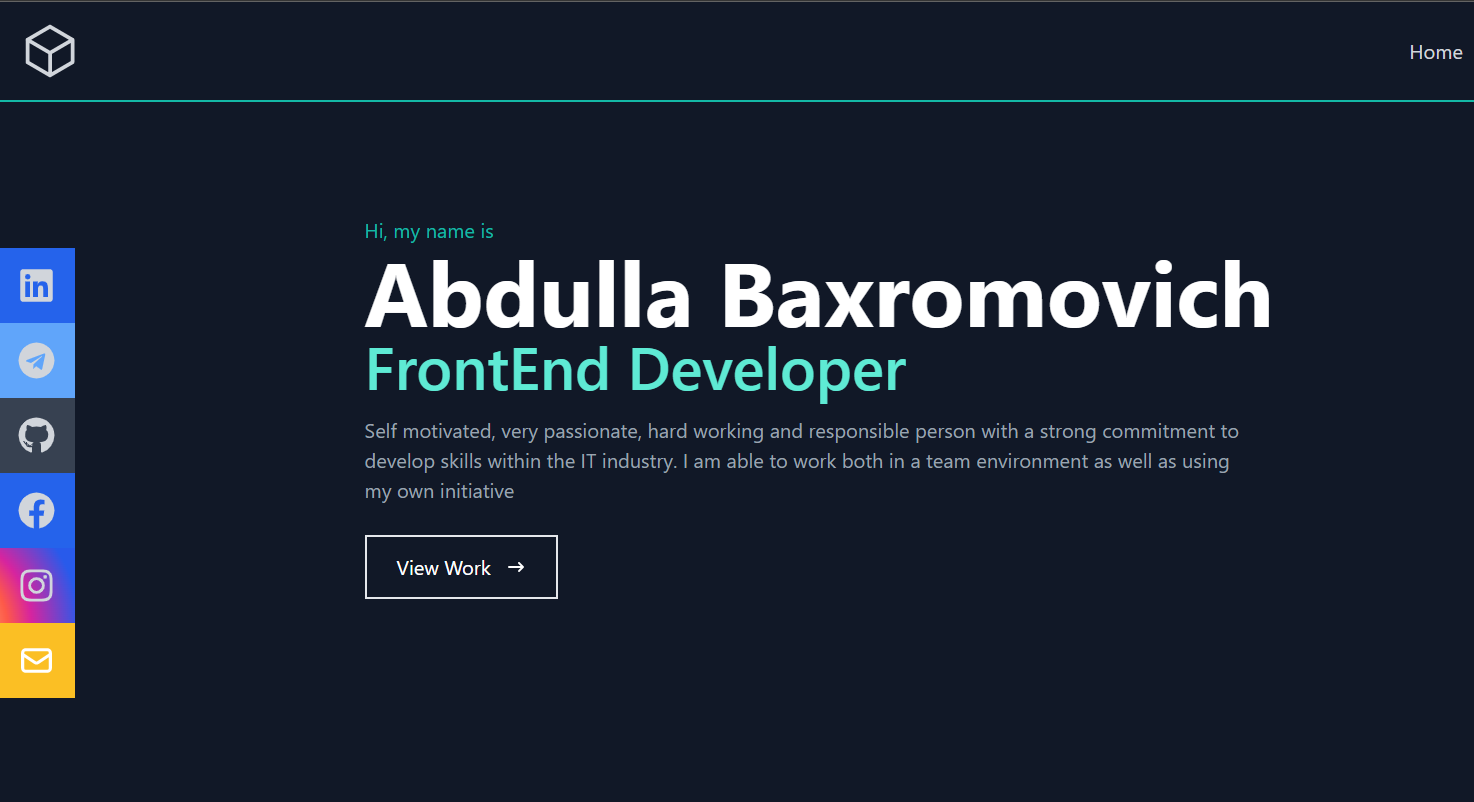 Home
Hi, my name is
Abdulla Baxromovich
FrontEnd Developer
Self motivated, very passionate, hard working and responsible person with a strong commitment to
develop skills within the IT industry. I am able to work both in a team environment as well as using
my own initiative
View Work →
in